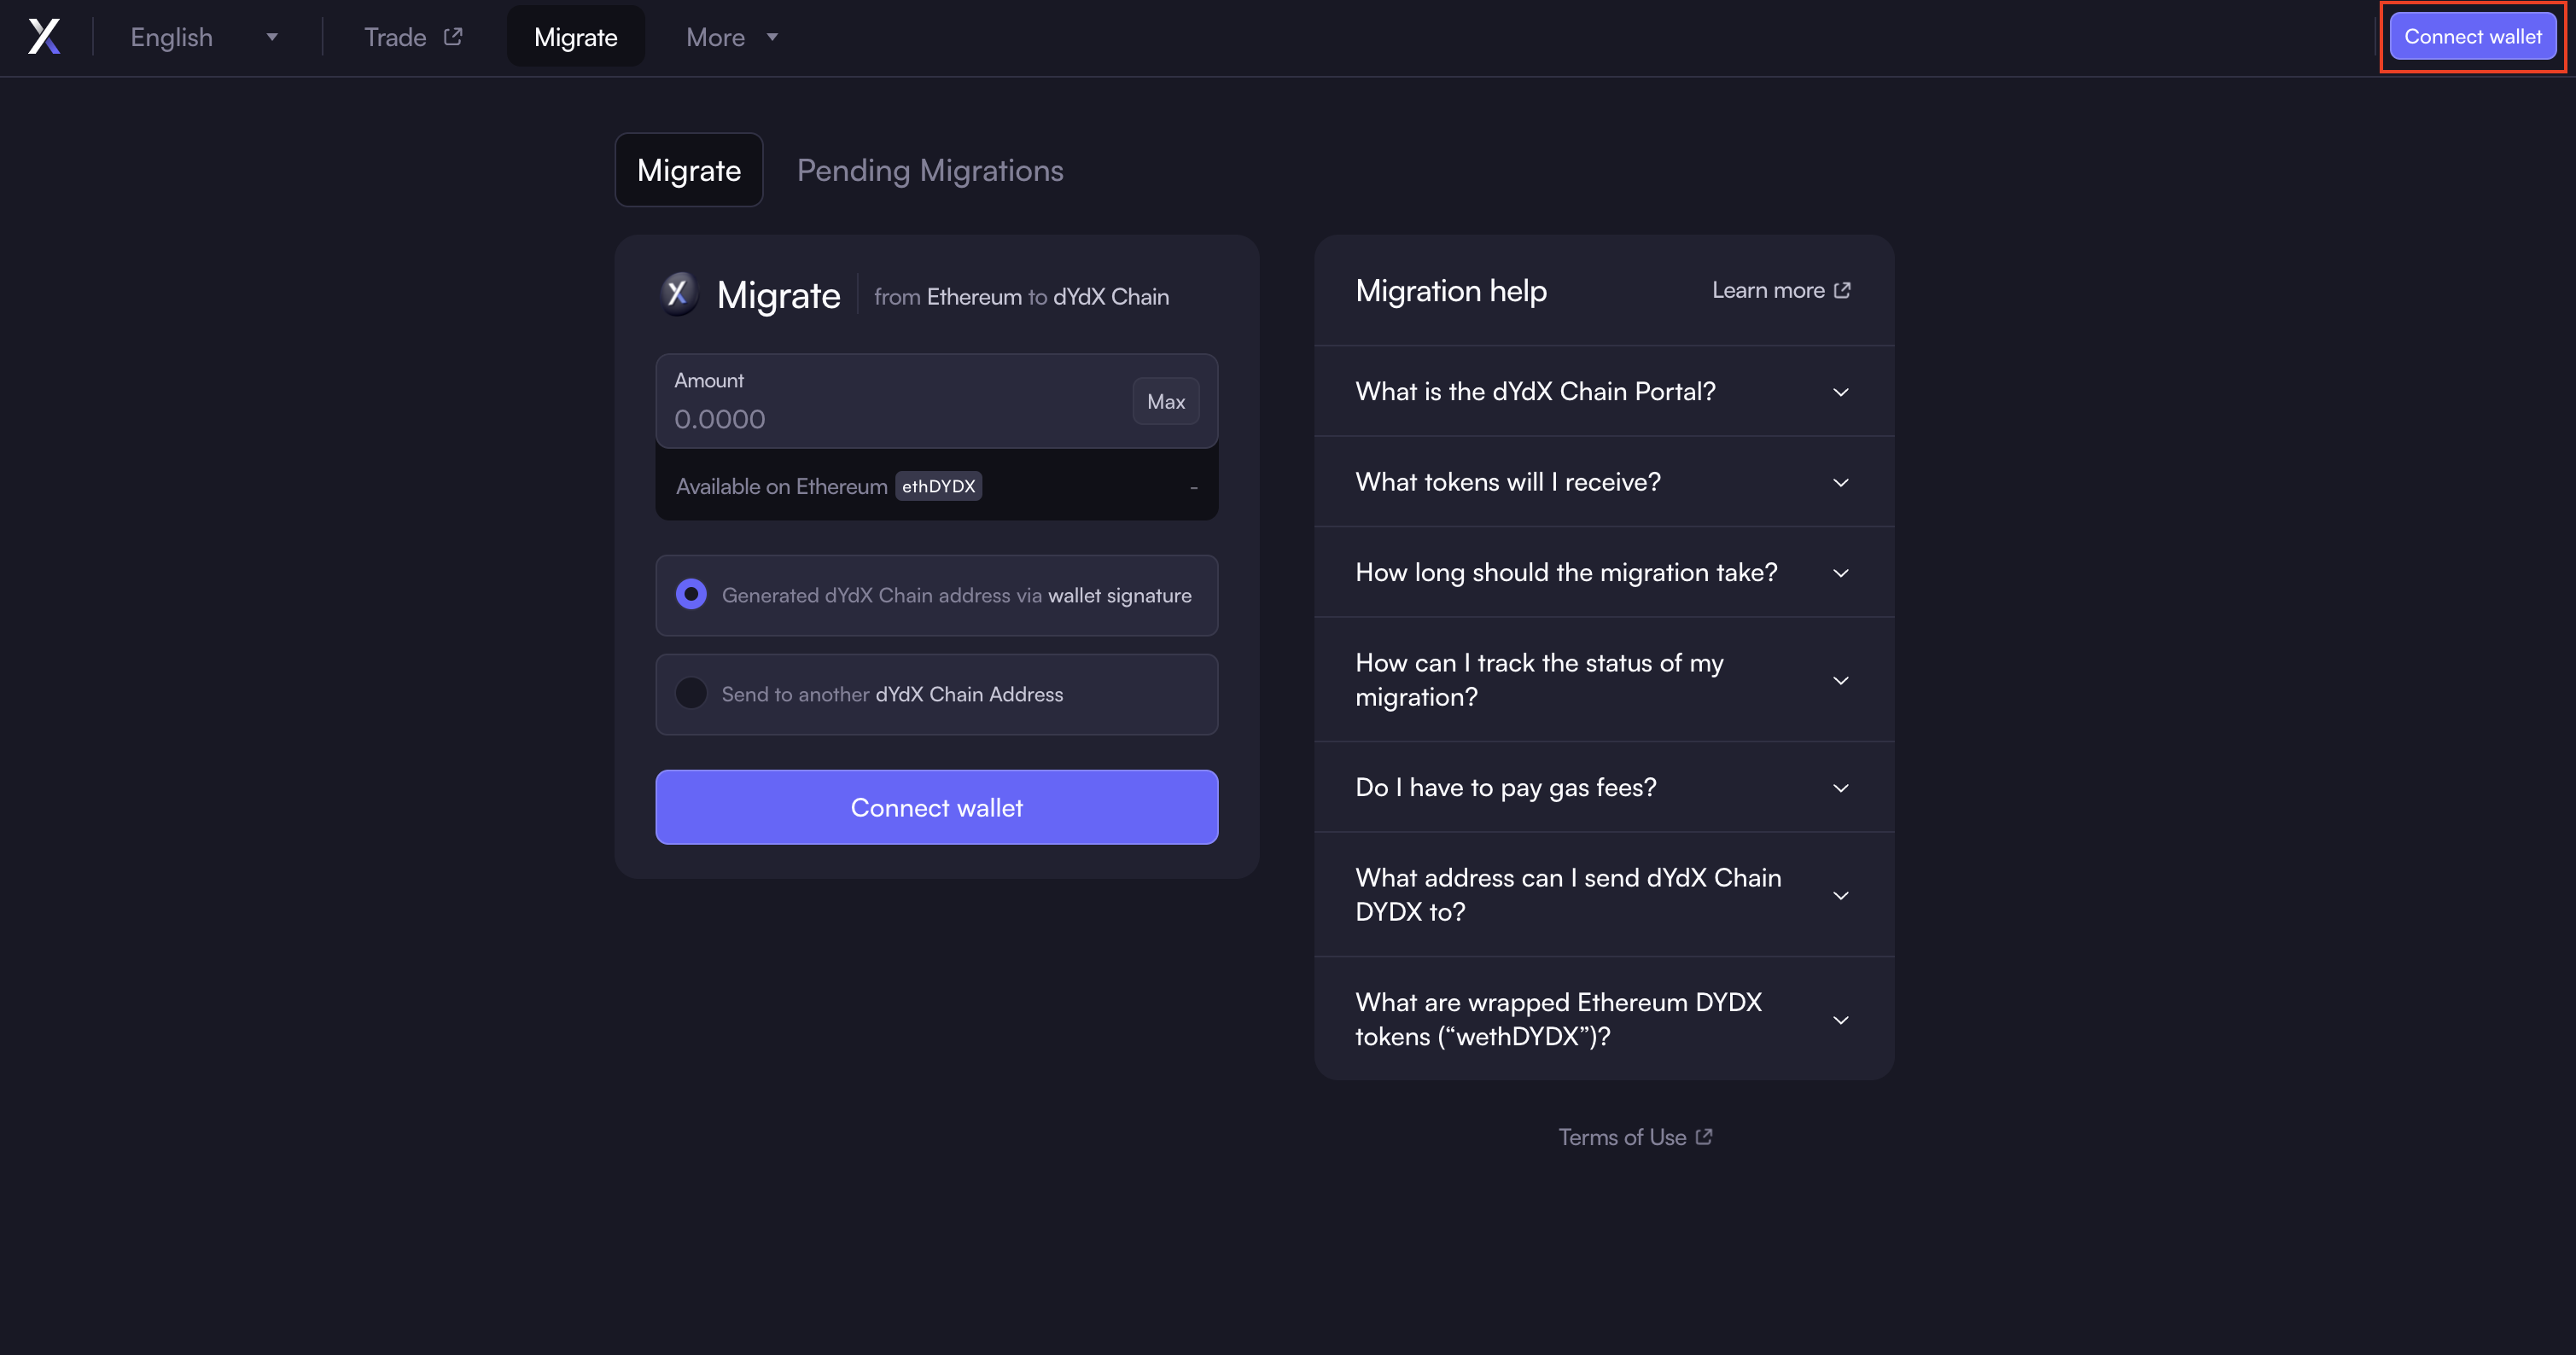 English
Trade
Migrate
More
Connect wallet
Migrate
Pending Migrations
Migrate
from Ethereum to dYdX Chain
Amount
0.0000
Max
Available on Ethereum ethDYDX
-
Generated dYdX Chain address via wallet signature
Send to another dYdX Chain Address
Connect wallet
Migration help
Learn more
What is the dYdX Chain Portal?
What tokens will I receive?
How long should the migration take?
How can I track the status of my
migration?
Do I have to pay gas fees?
What address can I send dYdX Chain
DYDX to?
What are wrapped Ethereum DYDX
tokens (“wethDYDX”)?
Terms of Use